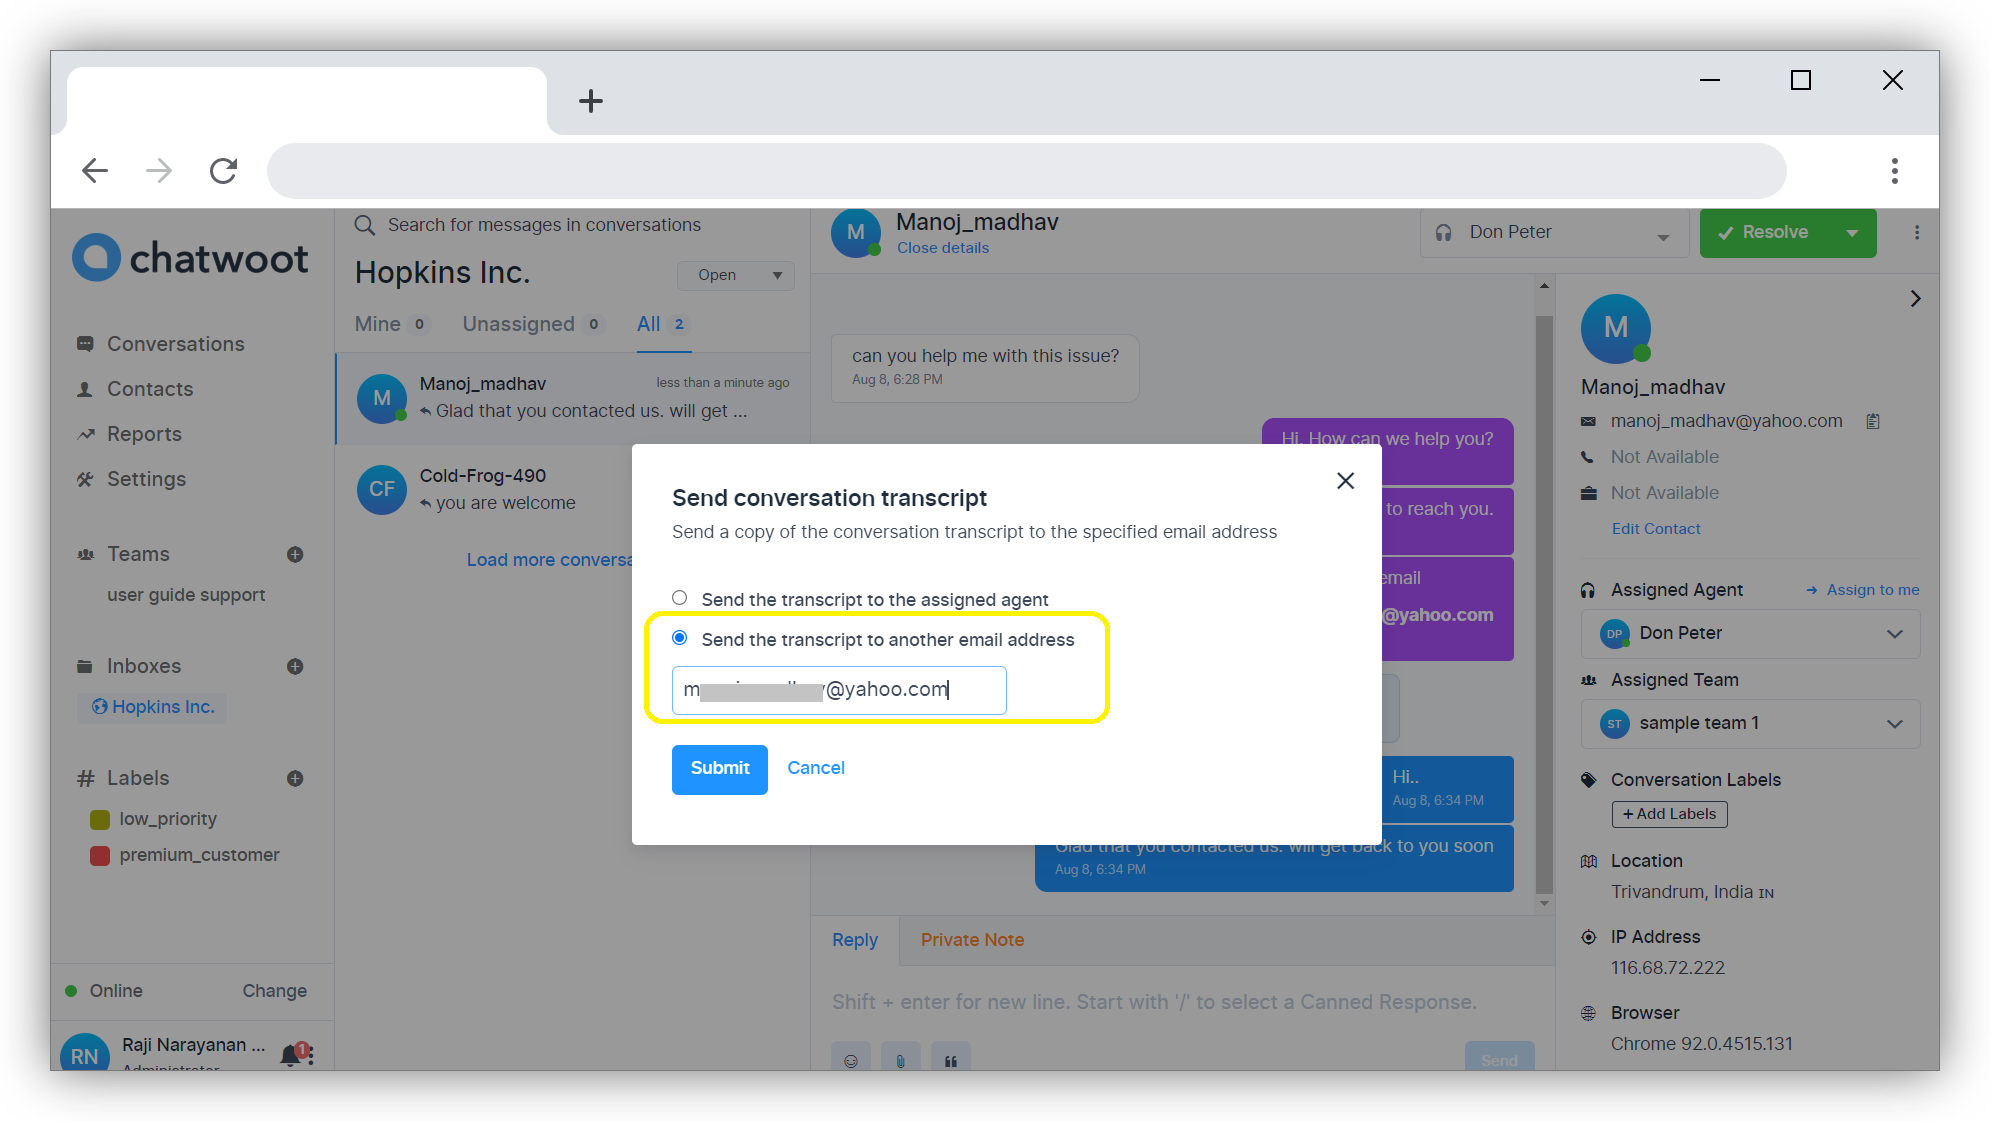 chatwoot
Conversations
Contacts
Reports
Settings
Teams
user guide support
Inboxes
Hopkins Inc.
# Labels
low_priority
premium_customer
Online
Change
RN
Raji Narayanan ...
Administrator
1
Search for messages in conversations
Hopkins Inc.
Open
Mine 0
Unassigned 0
All 2
M
Manoj_madhav
less than a minute ago
Glad that you contacted us. will get ...
CF
Cold-Frog-490
you are welcome
Load more conversa
M
Manoj_madhav
Close details
Don Peter
Resolve
can you help me with this issue?
Aug 8, 6:28 PM
Hi. How can we help you?
to reach you.
email
@yahoo.com
Hi..
Aug 8, 6:34 PM
Glad that you contacted us. will get back to you soon
Aug 8, 6:34 PM
Send conversation transcript
Send a copy of the conversation transcript to the specified email address
Send the transcript to the assigned agent
Send the transcript to another email address
@yahoo.com
Submit
Cancel
Reply
Private Note
Shift + enter for new line. Start with '/' to select a Canned Response.
Send
M
Manoj_madhav
manoj_madhav@yahoo.com
Not Available
Not Available
Edit Contact
Assigned Agent
Assign to me
DP
Don Peter
Assigned Team
ST
sample team 1
Conversation Labels
+ Add Labels
Location
Trivandrum, India IN
IP Address
116.68.72.222
Browser
Chrome 92.0.4515.131